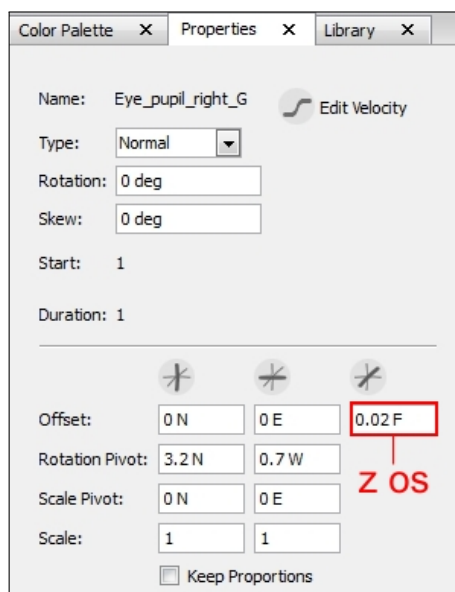 Color Palette X Properties X Library X
Name: Eye_pupil_right_G Edit Velocity
Type: Normal
Rotation: 0 deg
Skew: 0 deg
Start: 1
Duration: 1
Offset: 0 N 0 E 0.02 F
Rotation Pivot: 3.2 N 0.7 W
Z OS
Scale Pivot: 0 N 0 E
Scale: 1 1
Keep Proportions